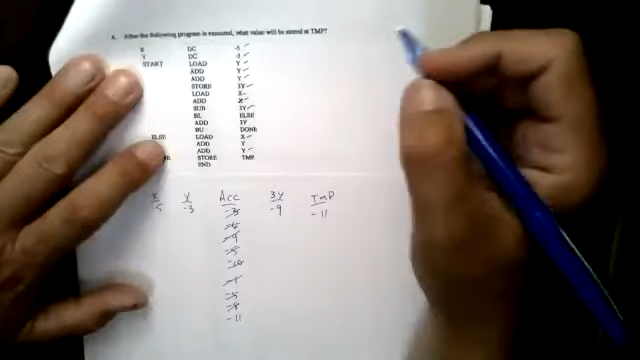 A. After the following program is executed, what value will be stored at TMP?
X DC -5
Y DC -3
START LOAD Y
ADD Y
ADD Y
STORE 3Y
LOAD X
ADD X
SUB 3Y
BL ELSE
ADD 3Y
BU DONE
ELSE LOAD X
ADD Y
ADD Y
STORE TMP
END
X Y Acc 3Y TMP
-5 -3 -3 -9 -11
-6
-9
-5
-10
-1
-5
-8
-11